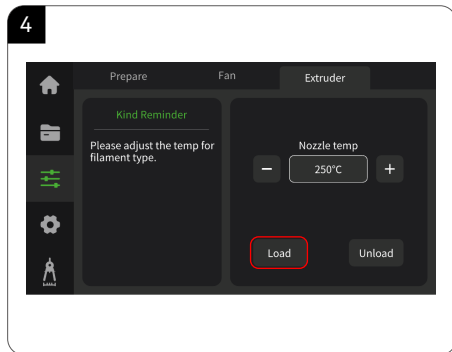 4
Prepare
Fan
Extruder
Kind Reminder
Please adjust the temp for
filament type.
Nozzle temp
−
250°C
+
Load
Unload